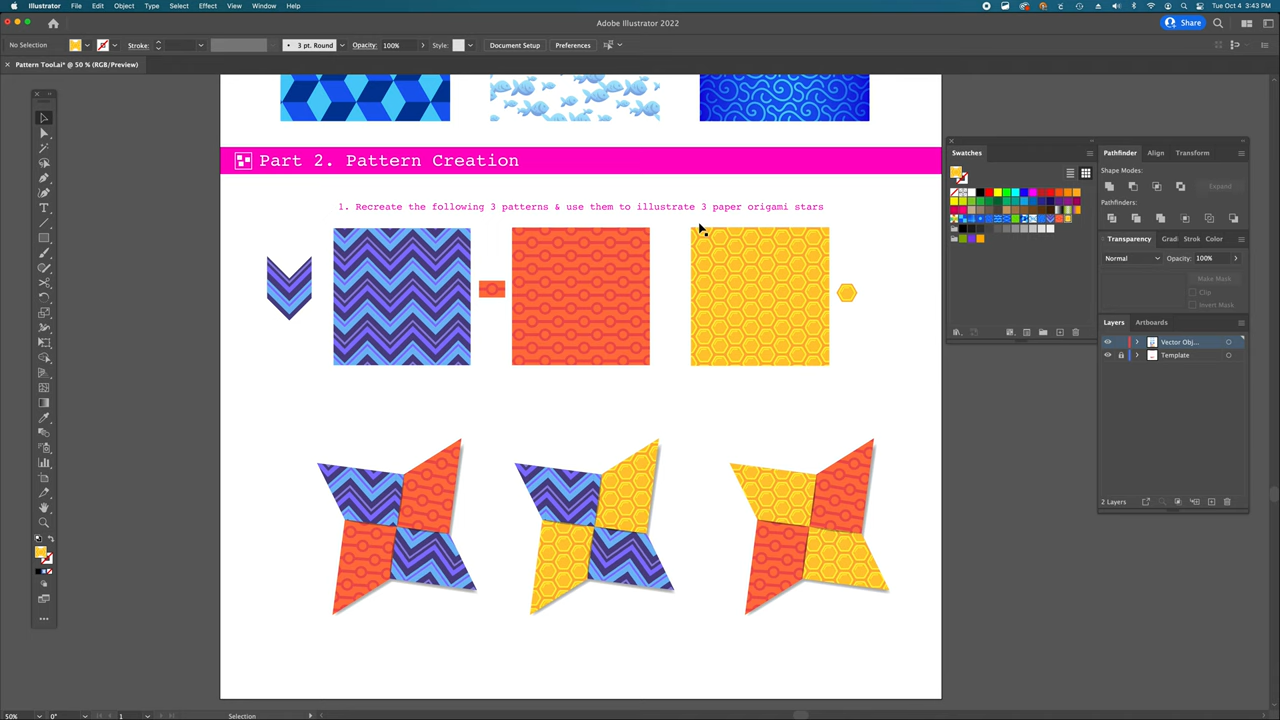 Illustrator File Edit Object Type Select Effect View Window Help
Tue Oct 4 3:43 PM
Adobe Illustrator 2022
Share
No Selection
Stroke:
3 pt. Round
Opacity: 100%
Style:
Document Setup
Preferences
Pattern Tool.ai* @ 50 % (RGB/Preview)
Part 2. Pattern Creation
1. Recreate the following 3 patterns & use them to illustrate 3 paper origami stars
Swatches
Pathfinder Align Transform
Shape Modes:
Expand
Pathfinders:
Transparency Gradi Stroke Color
Normal
Opacity: 100%
Make Mask
Clip
Invert Mask
Layers Artboards
Vector Obj...
Template
2 Layers
50%
0°
1
Selection